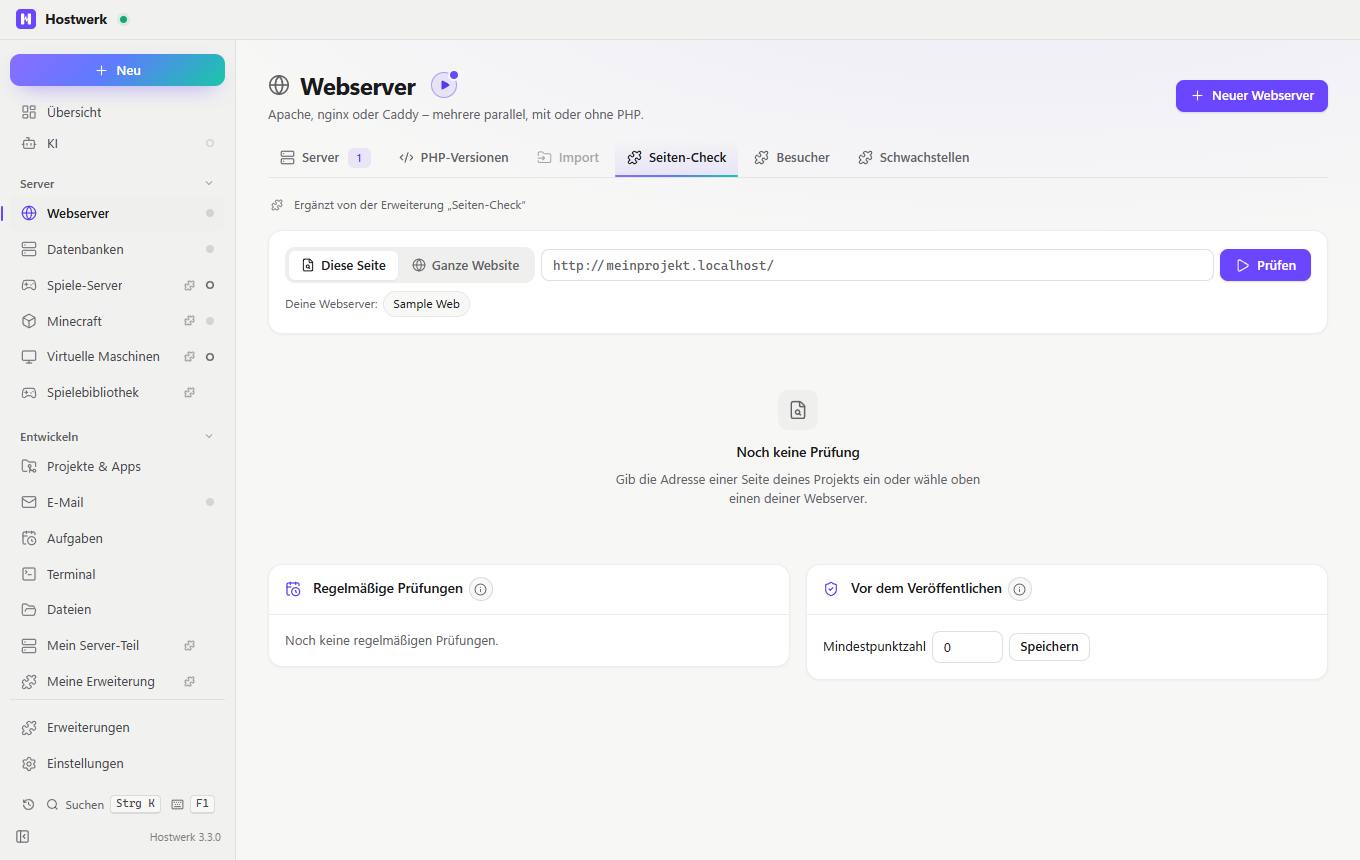 Hostwerk
Neu
Übersicht
KI
Server
Webserver
Datenbanken
Spiele-Server
Minecraft
Virtuelle Maschinen
Spielebibliothek
Entwickeln
Projekte & Apps
E-Mail
Aufgaben
Terminal
Dateien
Mein Server-Teil
Meine Erweiterung
Erweiterungen
Einstellungen
Suchen Strg K F1
Hostwerk 3.3.0
Webserver
Apache, nginx oder Caddy – mehrere parallel, mit oder ohne PHP.
Neuer Webserver
Server 1 PHP-Versionen Import Seiten-Check Besucher Schwachstellen
Ergänzt von der Erweiterung „Seiten-Check“
Diese Seite Ganze Website http://meinprojekt.localhost/ Prüfen
Deine Webserver: Sample Web
Noch keine Prüfung
Gib die Adresse einer Seite deines Projekts ein oder wähle oben
einen deiner Webserver.
Regelmäßige Prüfungen
Noch keine regelmäßigen Prüfungen.
Vor dem Veröffentlichen
Mindestpunktzahl 0 Speichern